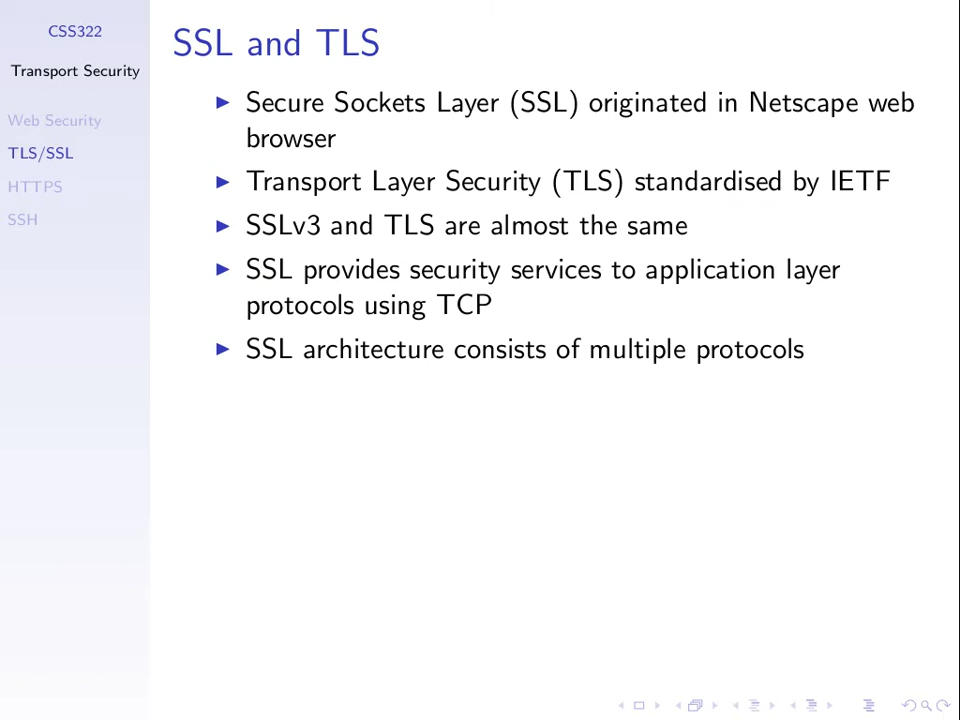 CSS322
Transport Security
Web Security
TLS/SSL
HTTPS
SSH
SSL and TLS
Secure Sockets Layer (SSL) originated in Netscape web
browser
Transport Layer Security (TLS) standardised by IETF
SSLv3 and TLS are almost the same
SSL provides security services to application layer
protocols using TCP
SSL architecture consists of multiple protocols